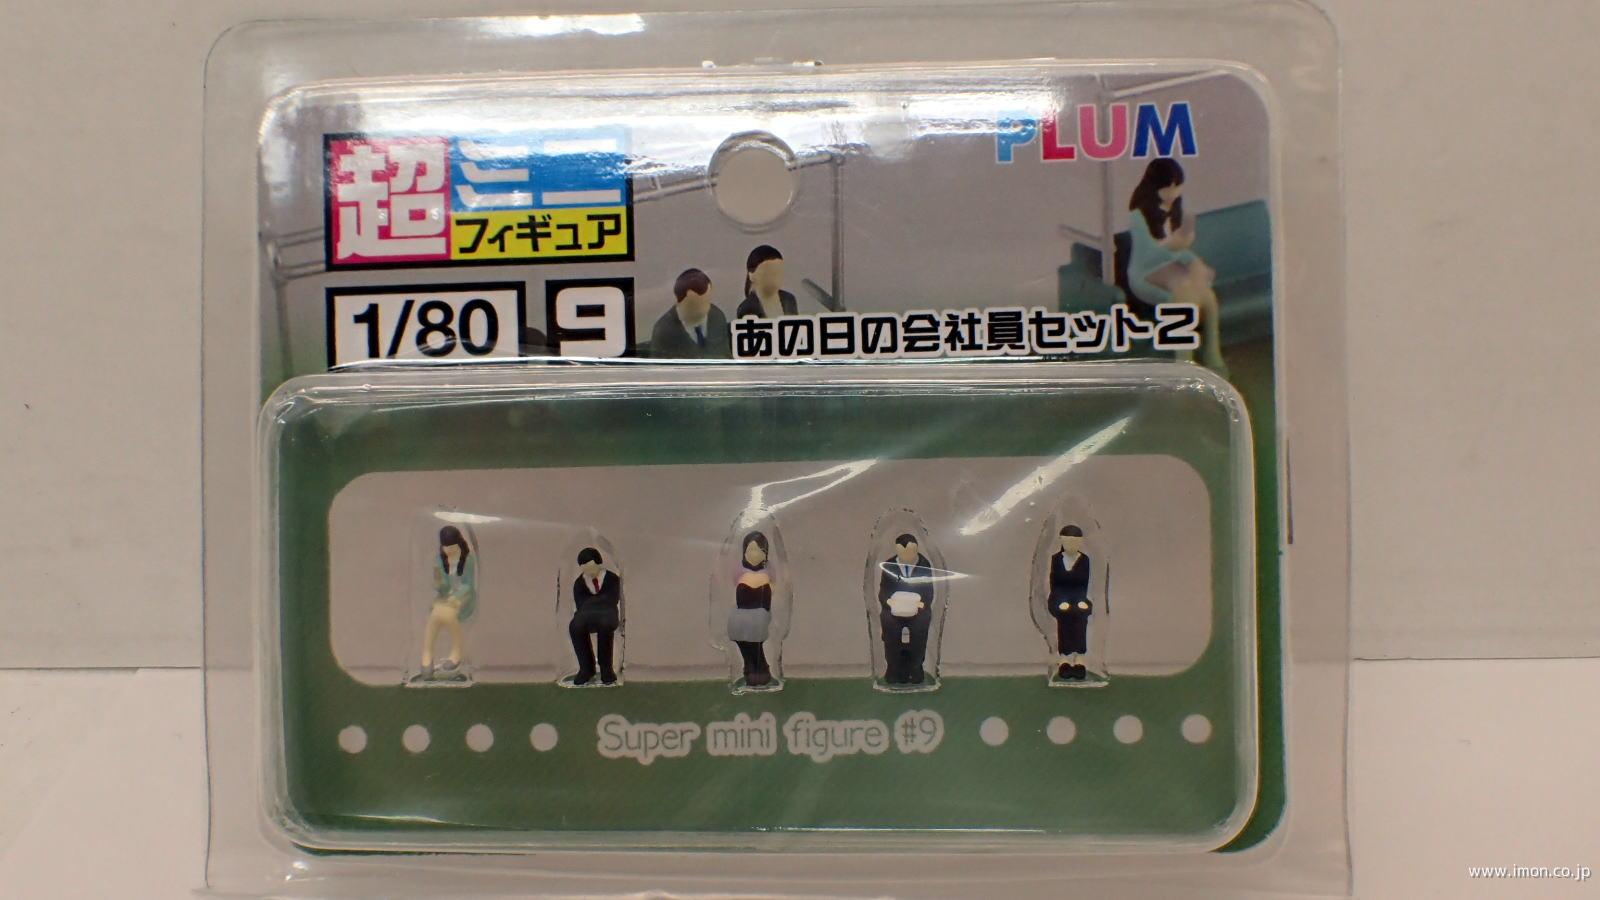 PLUM
超ミニ
フィギュア
1/80 9
あの日の会社員セット2
Super mini figure #9
www.imon.co.jp